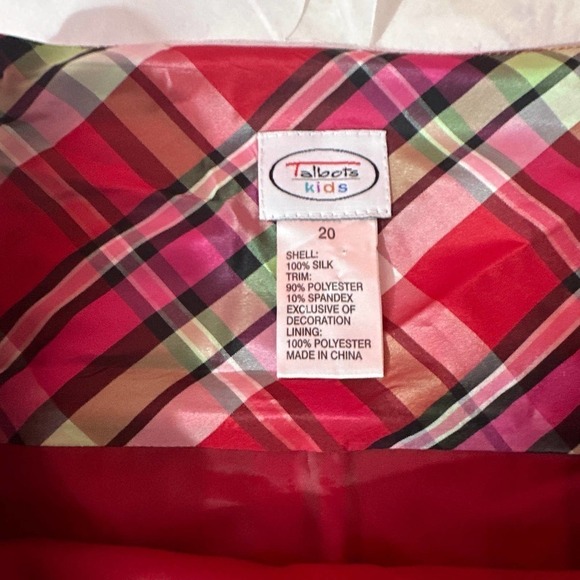 Talbots
kids
20
SHELL:
100% SILK
TRIM:
90% POLYESTER
10% SPANDEX
EXCLUSIVE OF
DECORATION
LINING:
100% POLYESTER
MADE IN CHINA